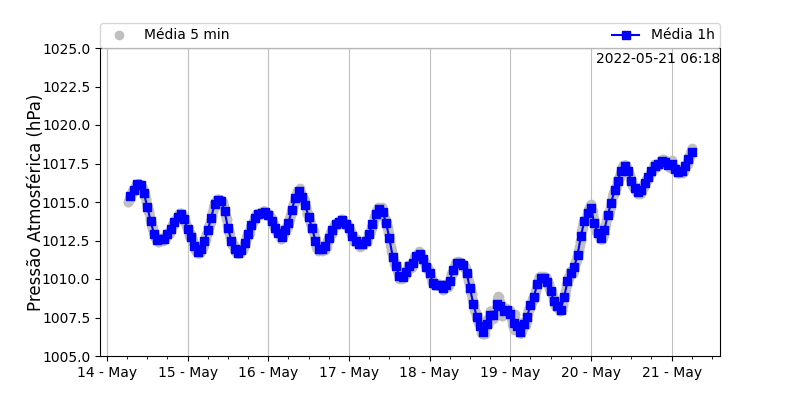 Média 5 min
Média 1h
2022-05-21 06:18
Pressão Atmosférica (hPa)
1025.0
1022.5
1020.0
1017.5
1015.0
1012.5
1010.0
1007.5
1005.0
14 - May
15 - May
16 - May
17 - May
18 - May
19 - May
20 - May
21 - May